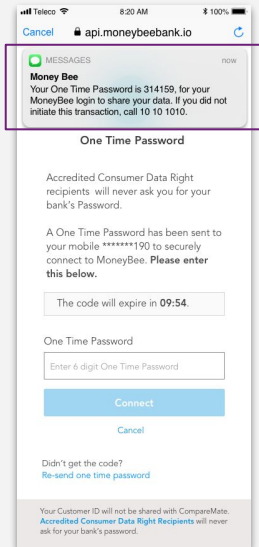 Teleco 8:20 AM 100%
Cancel api.moneybeebank.io
MESSAGES now
Money Bee
Your One Time Password is 314159, for your
MoneyBee login to share your data. If you did not
initiate this transaction, call 10 10 1010.
One Time Password
Accredited Consumer Data Right
recipients will never ask you for your
bank's Password.
A One Time Password has been sent to
your mobile *******190 to securely
connect to MoneyBee. Please enter
this below.
The code will expire in 09:54.
One Time Password
Enter 6 digit One Time Password
Connect
Cancel
Didn't get the code?
Re-send one time password
Your Customer ID will not be shared with CompareMate.
Accredited Consumer Data Right Recipients will never
ask for your bank's password.